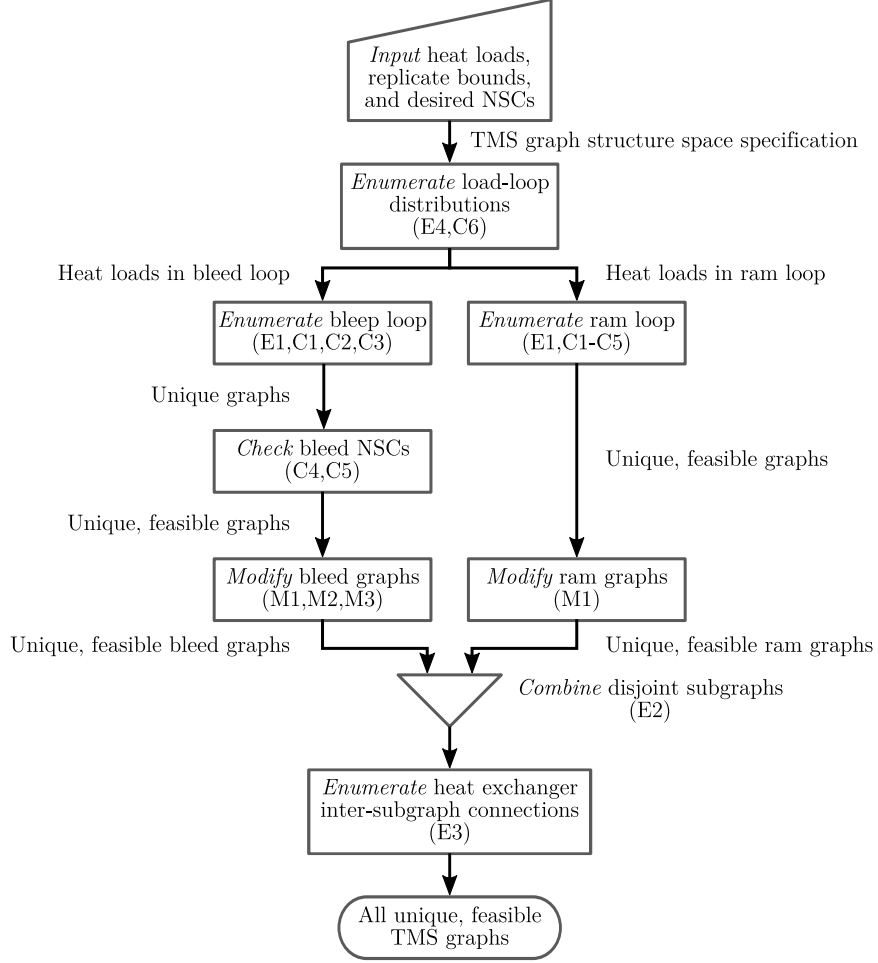 Input heat loads,
replicate bounds,
and desired NSCs
TMS graph structure space specification
Enumerate load-loop
distributions
(E4,C6)
Heat loads in bleed loop
Heat loads in ram loop
Enumerate bleep loop
(E1,C1,C2,C3)
Enumerate ram loop
(E1,C1-C5)
Unique graphs
Check bleed NSCs
(C4,C5)
Unique, feasible graphs
Unique, feasible graphs
Modify bleed graphs
(M1,M2,M3)
Modify ram graphs
(M1)
Unique, feasible bleed graphs
Unique, feasible ram graphs
Combine disjoint subgraphs
(E2)
Enumerate heat exchanger
inter-subgraph connections
(E3)
All unique, feasible
TMS graphs